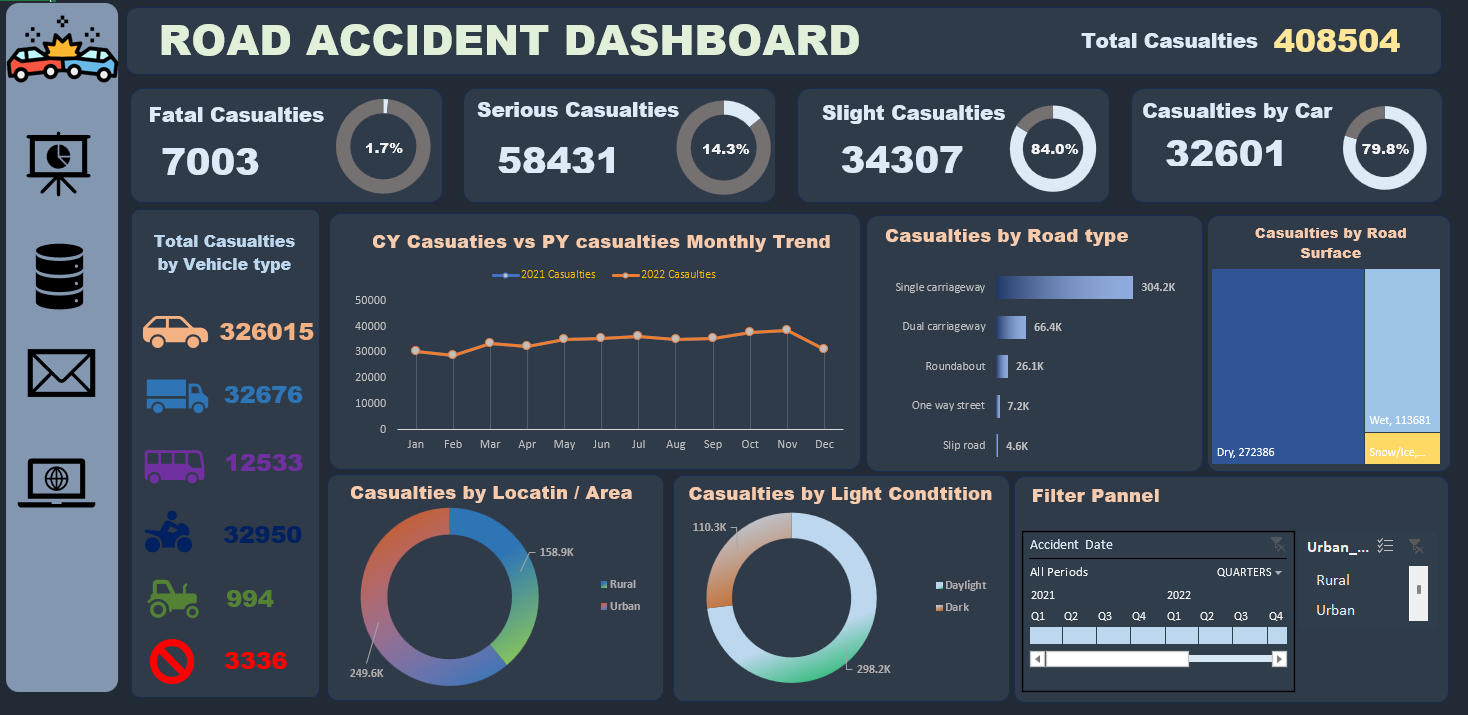 ROAD ACCIDENT DASHBOARD
Total Casualties 408504
Fatal Casualties
7003
1.7%
Serious Casualties
58431
14.3%
Slight Casualties
34307
84.0%
Casualties by Car
32601
79.8%
Total Casualties
by Vehicle type
326015
32676
12533
32950
994
3336
CY Casuaties vs PY casualties Monthly Trend
2021 Casualties 2022 Casaulties
50000
40000
30000
20000
10000
0
Jan Feb Mar Apr May Jun Jul Aug Sep Oct Nov Dec
Casualties by Road type
Single carriageway 304.2K
Dual carriageway 66.4K
Roundabout 26.1K
One way street 7.2K
Slip road 4.6K
Casualties by Road
Surface
Wet, 113681
Dry, 272386
Snow/Ice,...
Casualties by Locatin / Area
158.9K
Rural
Urban
249.6K
Casualties by Light Condtition
110.3K
Daylight
Dark
298.2K
Filter Pannel
Accident Date
All Periods QUARTERS
2021 2022
Q1 Q2 Q3 Q4 Q1 Q2 Q3 Q4
Urban_...
Rural
Urban